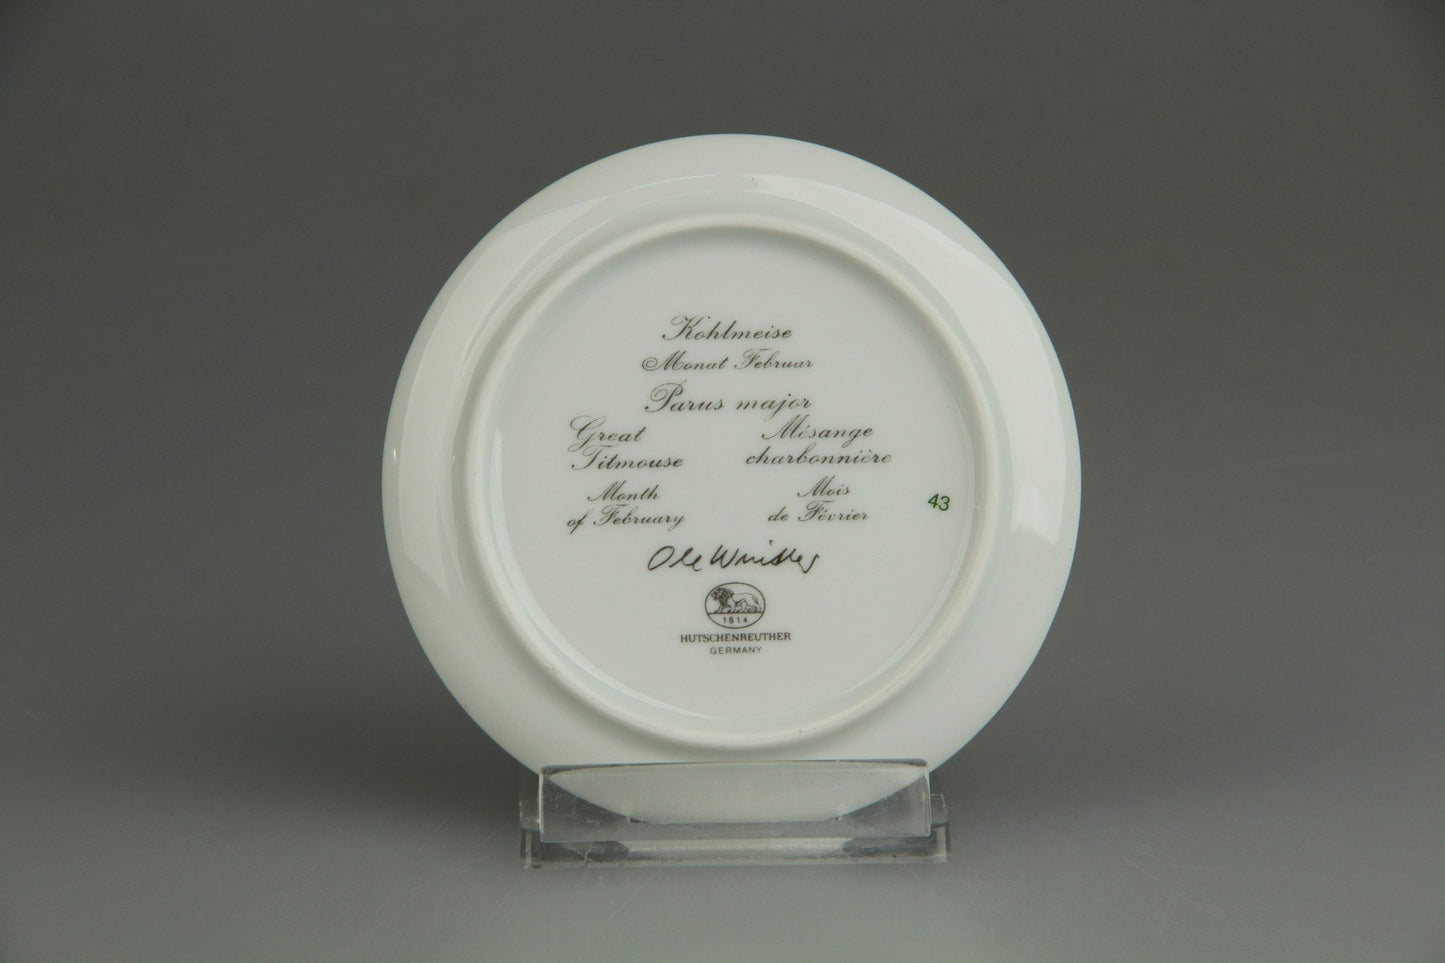 Kohlmeise
Monat Februar
Parus major
Great
Titmouse
Month
of February
Mésange
charbonnière
Mois
de Février
43
Ole Winther
1814
HUTSCHENREUTHER
GERMANY